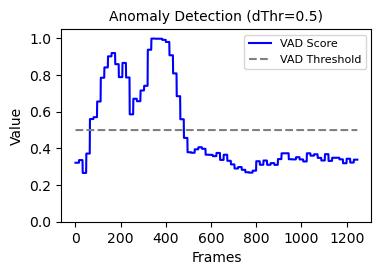 Anomaly Detection (dThr=0.5)
VAD Score
VAD Threshold
1.0
0.8
0.6
0.4
0.2
0.0
Value
0 200 400 600 800 1000 1200
Frames